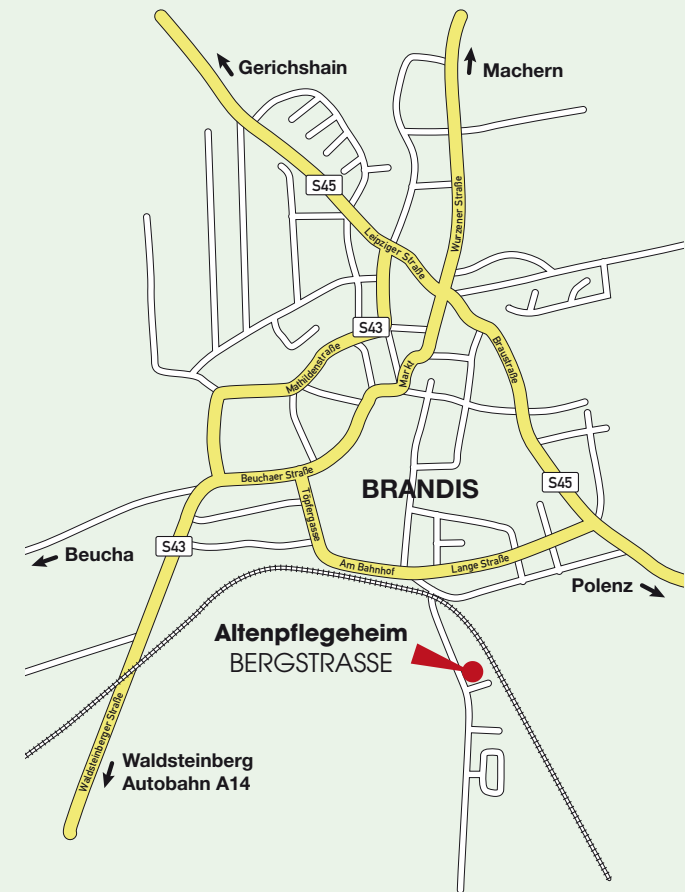 Gerichshain
Machern
S45
Wurzener Straße
Leipziger Straße
S43
Mathildenstraße
Markt
Braustraße
Beuchaer Straße
BRANDIS
S45
Töpfergasse
S43
Beucha
Am Bahnhof
Lange Straße
Polenz
Altenpflegeheim
BERGSTRASSE
Waldsteinberger Straße
Waldsteinberg
Autobahn A14